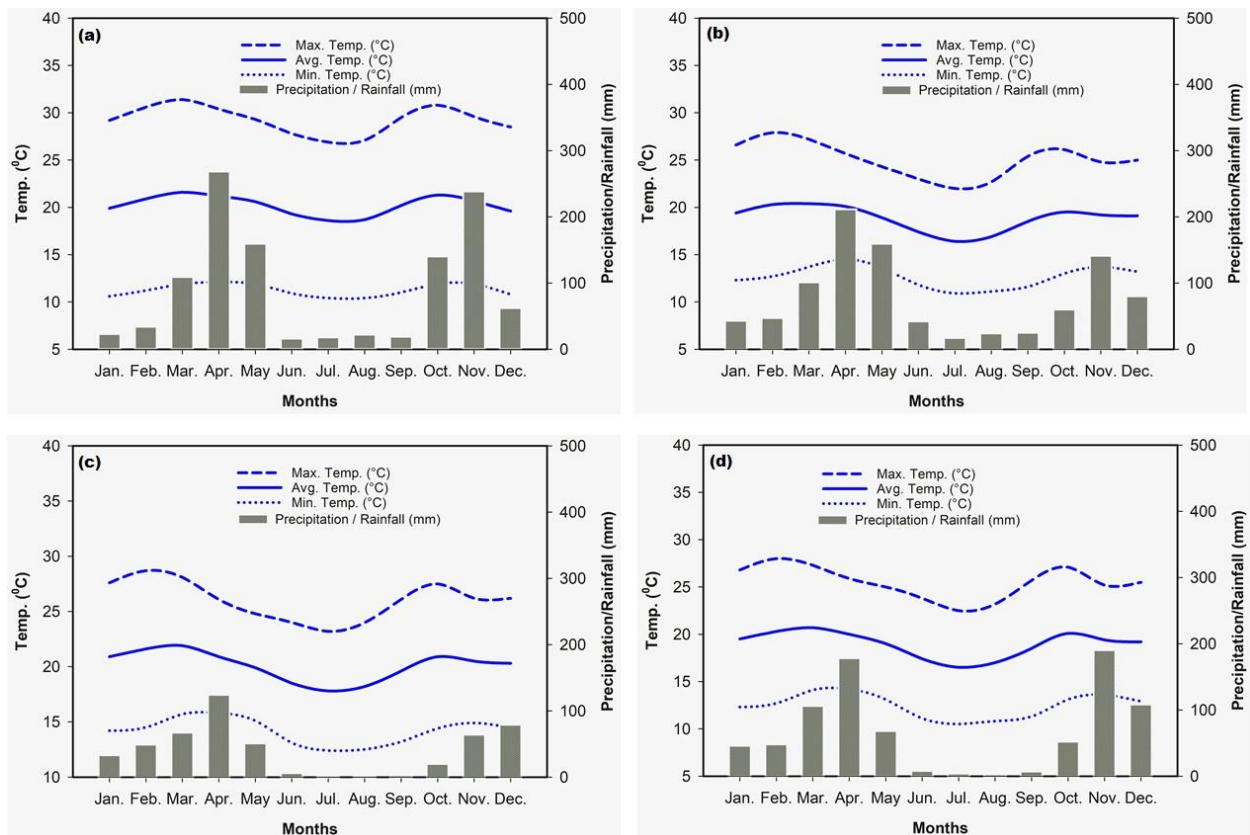 (a)
Max. Temp. (°C)
Avg. Temp. (°C)
Min. Temp. (°C)
Precipitation / Rainfall (mm)
40
35
30
25
20
15
10
5
500
400
300
200
100
0
Temp. (⁰C)
Precipitation/Rainfall (mm)
Jan. Feb. Mar. Apr. May Jun. Jul. Aug. Sep. Oct. Nov. Dec.
Months
(b)
Max. Temp. (°C)
Avg. Temp. (°C)
Min. Temp. (°C)
Precipitation / Rainfall (mm)
40
35
30
25
20
15
10
5
500
400
300
200
100
0
Temp. (⁰C)
Precipitation/Rainfall (mm)
Jan. Feb. Mar. Apr. May Jun. Jul. Aug. Sep. Oct. Nov. Dec.
Months
(c)
Max. Temp. (°C)
Avg. Temp. (°C)
Min. Temp. (°C)
Precipitation / Rainfall (mm)
40
35
30
25
20
15
10
500
400
300
200
100
0
Temp. (⁰C)
Precipitation/Rainfall (mm)
Jan. Feb. Mar. Apr. May Jun. Jul. Aug. Sep. Oct. Nov. Dec.
Months
(d)
Max. Temp. (°C)
Avg. Temp. (°C)
Min. Temp. (°C)
Precipitation / Rainfall (mm)
40
35
30
25
20
15
10
5
500
400
300
200
100
0
Temp. (⁰C)
Precipitation/Rainfall (mm)
Jan. Feb. Mar. Apr. May Jun. Jul. Aug. Sep. Oct. Nov. Dec.
Months